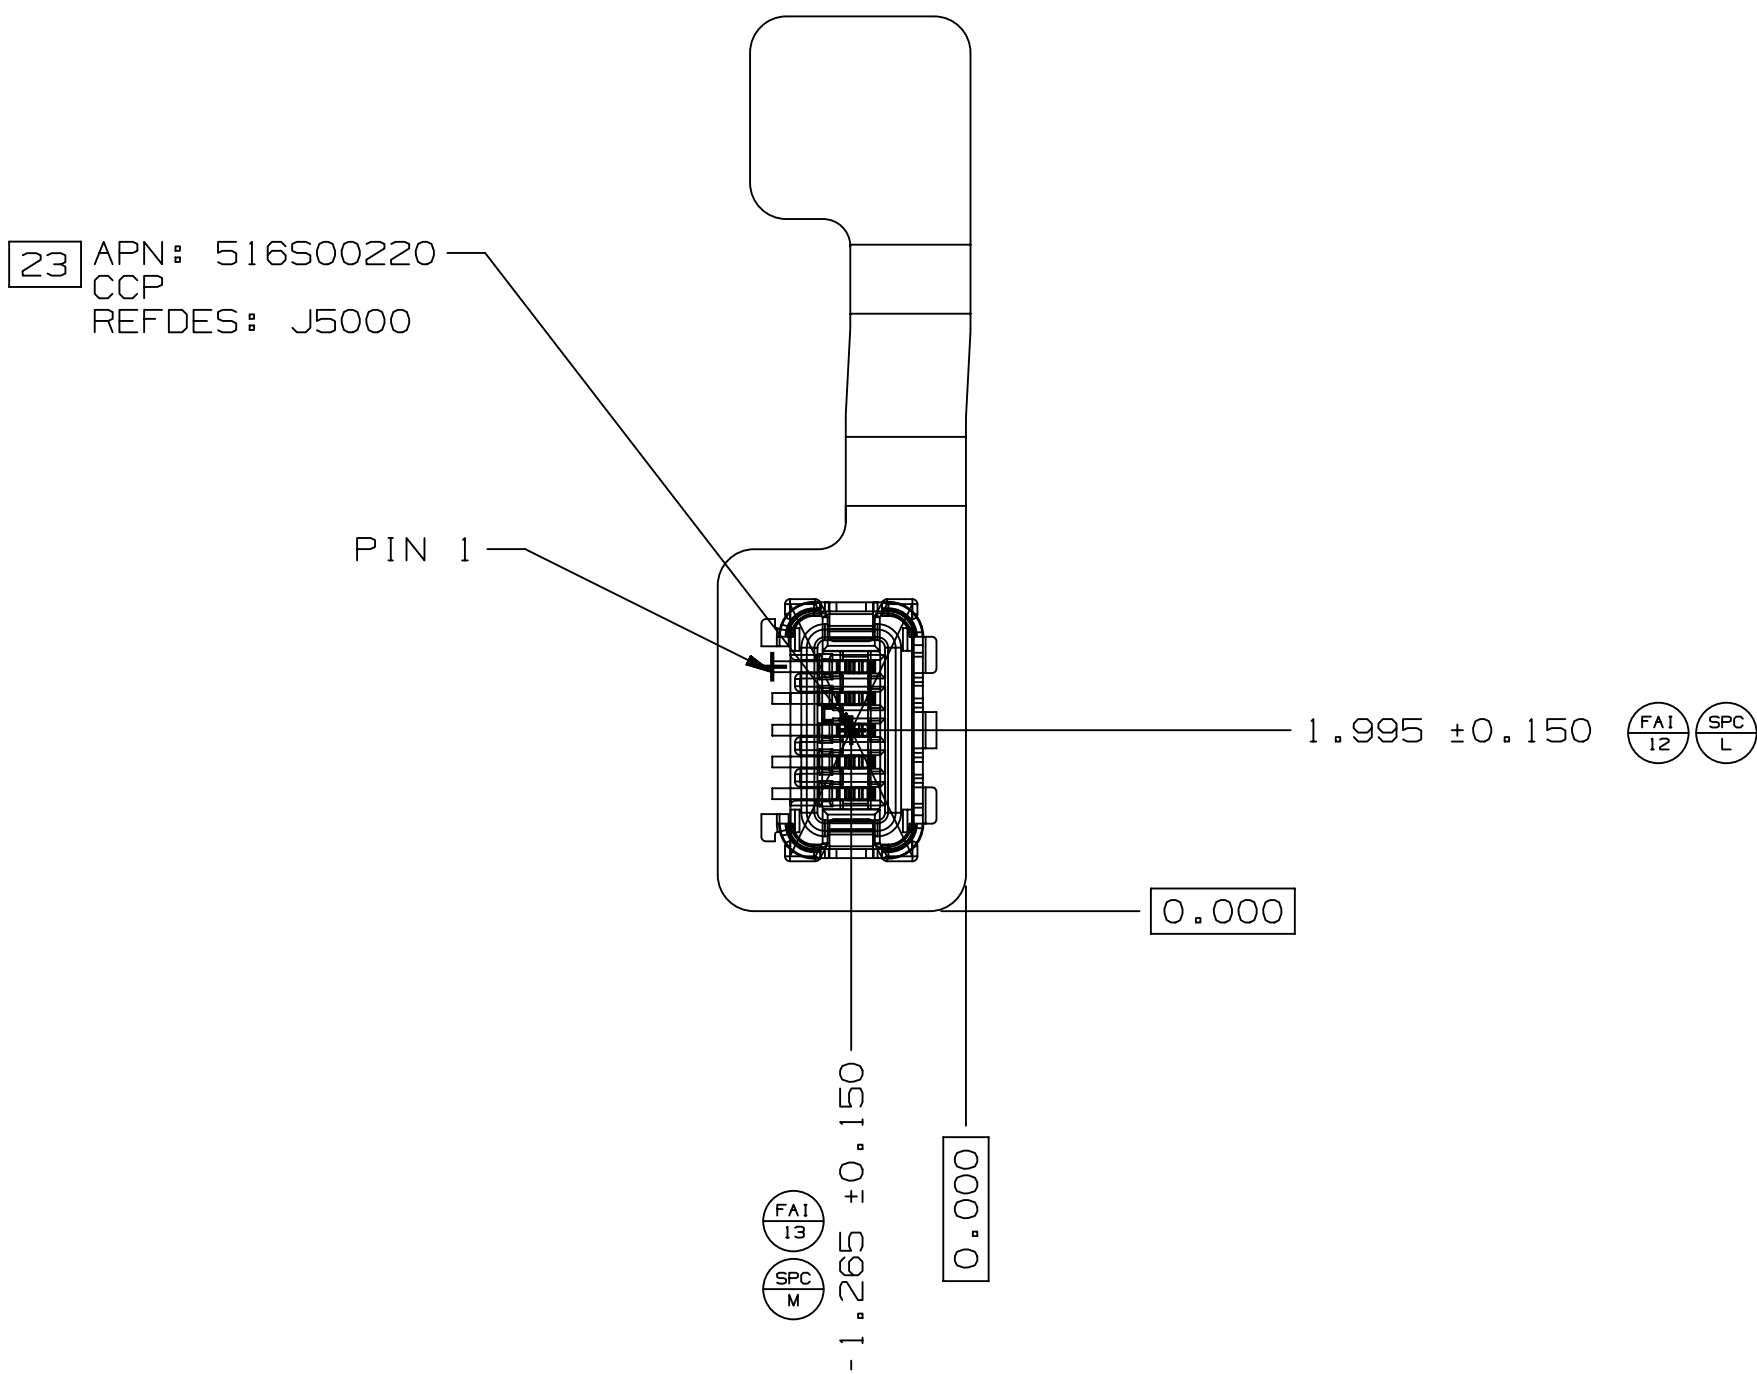 23
APN: 516S00220
CCP
REFDES: J5000
PIN 1
1.995 ±0.150
FAI
12
SPC
L
0.000
-1.265 ±0.150
FAI
13
SPC
M
0.000